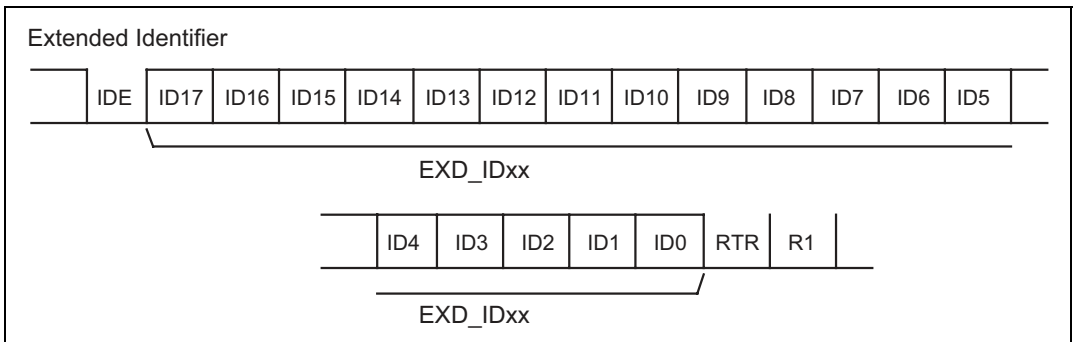 Extended Identifier
IDE ID17 ID16 ID15 ID14 ID13 ID12 ID11 ID10 ID9 ID8 ID7 ID6 ID5
EXD_IDxx
ID4 ID3 ID2 ID1 ID0 RTR R1
EXD_IDxx